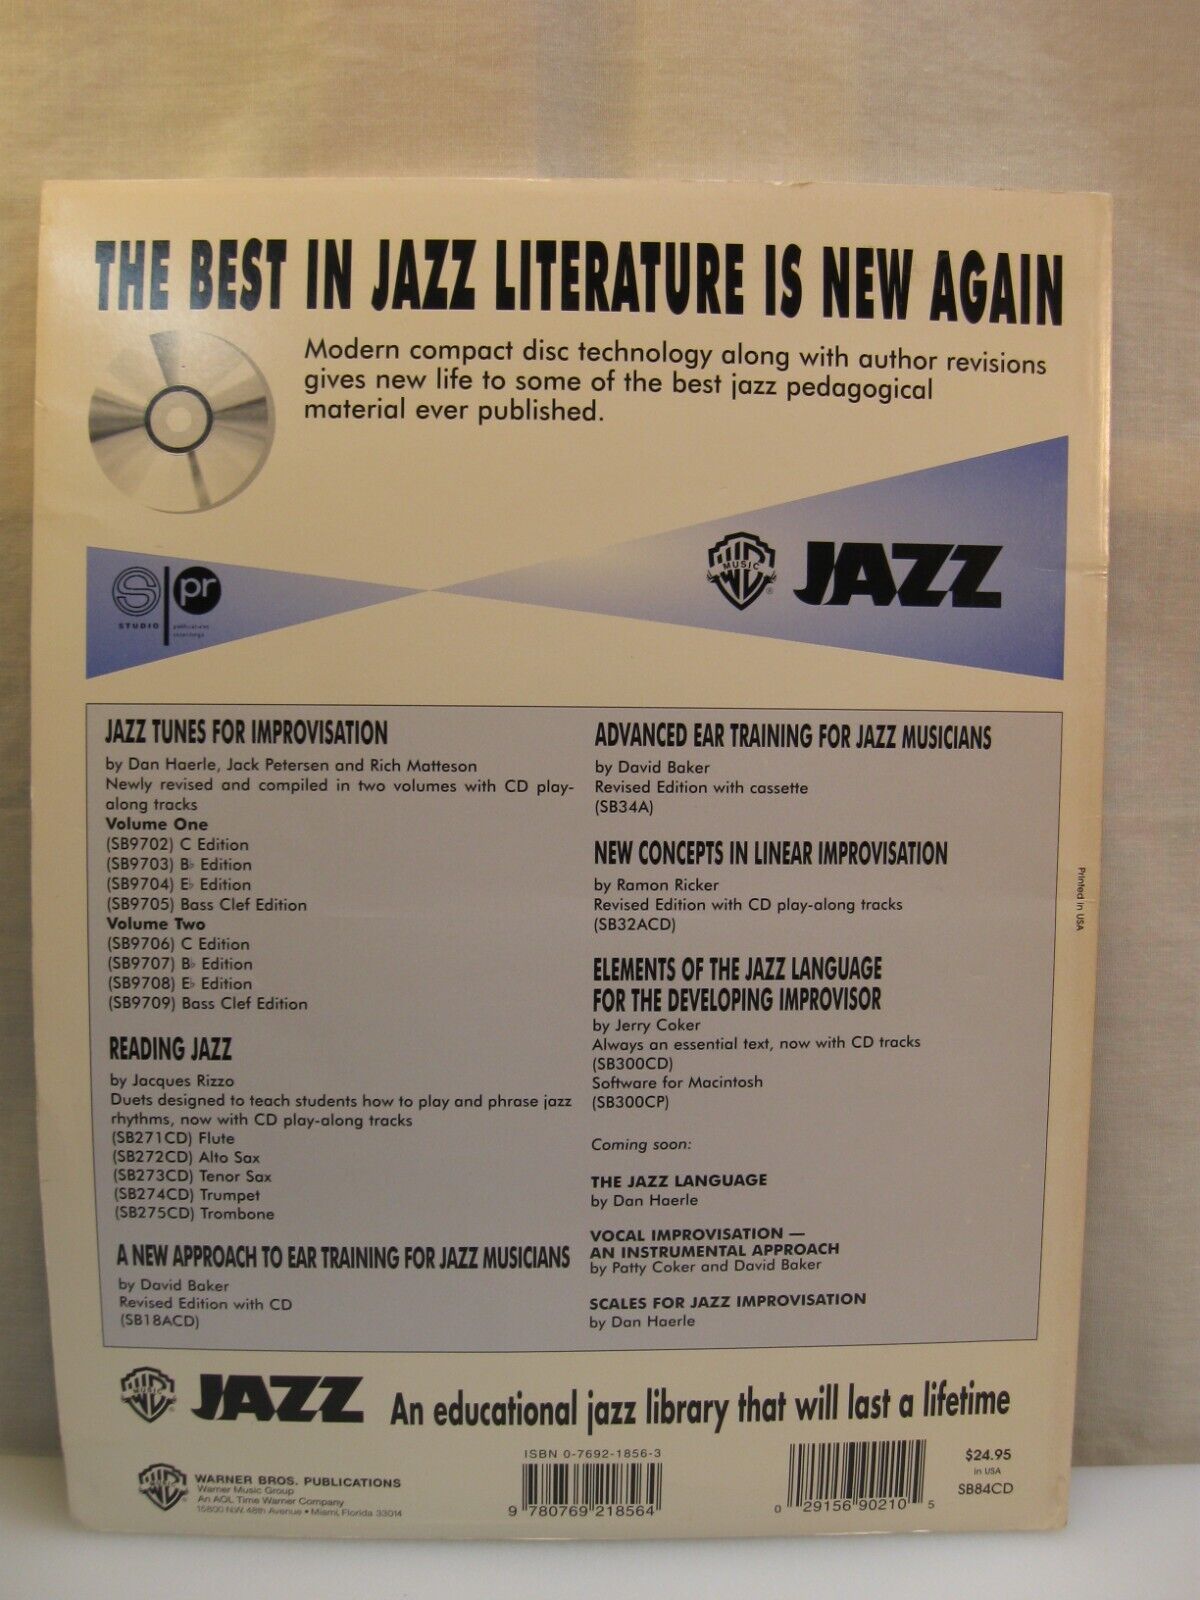 THE BEST IN JAZZ LITERATURE IS NEW AGAIN
Modern compact disc technology along with author revisions
gives new life to some of the best jazz pedagogical
material ever published.
WB
MUSIC
®
JAZZ
S
STUDIO
pr
publications
recordings
JAZZ TUNES FOR IMPROVISATION
by Dan Haerle, Jack Petersen and Rich Matteson
Newly revised and compiled in two volumes with CD play-
along tracks
Volume One
(SB9702) C Edition
(SB9703) B♭ Edition
(SB9704) E♭ Edition
(SB9705) Bass Clef Edition
Volume Two
(SB9706) C Edition
(SB9707) B♭ Edition
(SB9708) E♭ Edition
(SB9709) Bass Clef Edition
READING JAZZ
by Jacques Rizzo
Duets designed to teach students how to play and phrase jazz
rhythms, now with CD play-along tracks
(SB271CD) Flute
(SB272CD) Alto Sax
(SB273CD) Tenor Sax
(SB274CD) Trumpet
(SB275CD) Trombone
A NEW APPROACH TO EAR TRAINING FOR JAZZ MUSICIANS
by David Baker
Revised Edition with CD
(SB18ACD)
ADVANCED EAR TRAINING FOR JAZZ MUSICIANS
by David Baker
Revised Edition with cassette
(SB34A)
NEW CONCEPTS IN LINEAR IMPROVISATION
by Ramon Ricker
Revised Edition with CD play-along tracks
(SB32ACD)
ELEMENTS OF THE JAZZ LANGUAGE
FOR THE DEVELOPING IMPROVISOR
by Jerry Coker
Always an essential text, now with CD tracks
(SB300CD)
Software for Macintosh
(SB300CP)
Coming soon:
THE JAZZ LANGUAGE
by Dan Haerle
VOCAL IMPROVISATION —
AN INSTRUMENTAL APPROACH
by Patty Coker and David Baker
SCALES FOR JAZZ IMPROVISATION
by Dan Haerle
Printed in USA
WB
MUSIC
®
JAZZ
An educational jazz library that will last a lifetime
WB
MUSIC
®
WARNER BROS. PUBLICATIONS
Warner Music Group
An AOL Time Warner Company
15800 N.W. 48th Avenue • Miami, Florida 33014
ISBN 0-7692-1856-3
9 780769 218564
0 29156 90210 5
$24.95
in USA
SB84CD